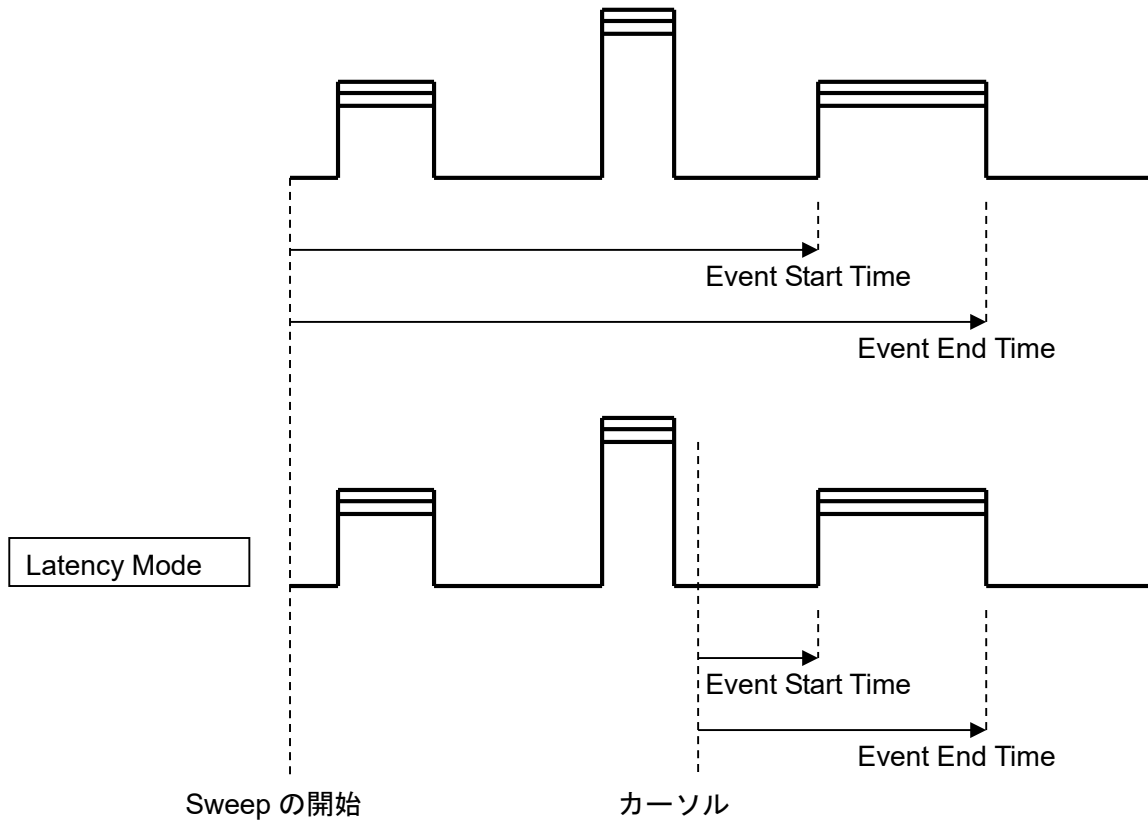 Event Start Time
Event End Time
Latency Mode
Event Start Time
Event End Time
Sweep の開始
カーソル